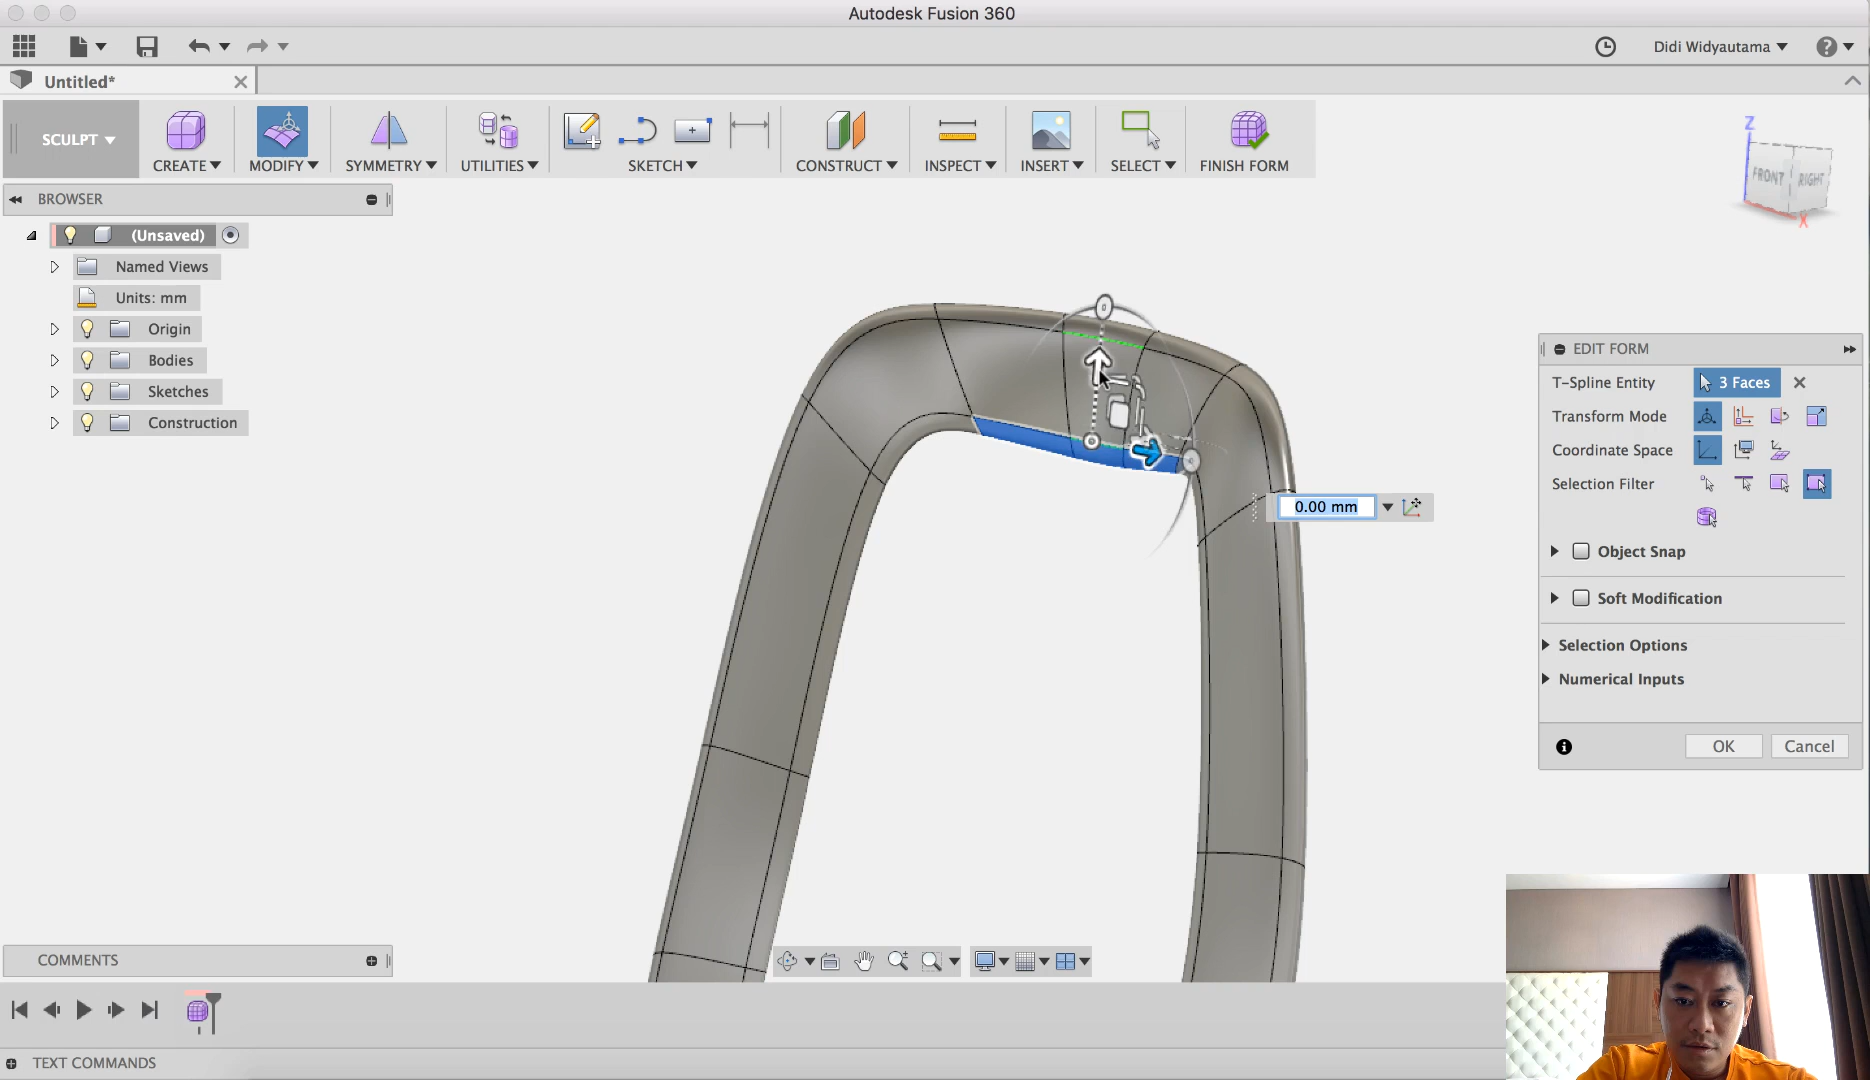 Autodesk Fusion 360
Didi Widyautama
Untitled*
SCULPT
CREATE
MODIFY
SYMMETRY
UTILITIES
SKETCH
CONSTRUCT
INSPECT
INSERT
SELECT
FINISH FORM
Z
FRONT
RIGHT
X
BROWSER
(Unsaved)
Named Views
Units: mm
Origin
Bodies
Sketches
Construction
0.00 mm
EDIT FORM
T-Spline Entity
3 Faces
Transform Mode
Coordinate Space
Selection Filter
Object Snap
Soft Modification
Selection Options
Numerical Inputs
OK
Cancel
COMMENTS
TEXT COMMANDS